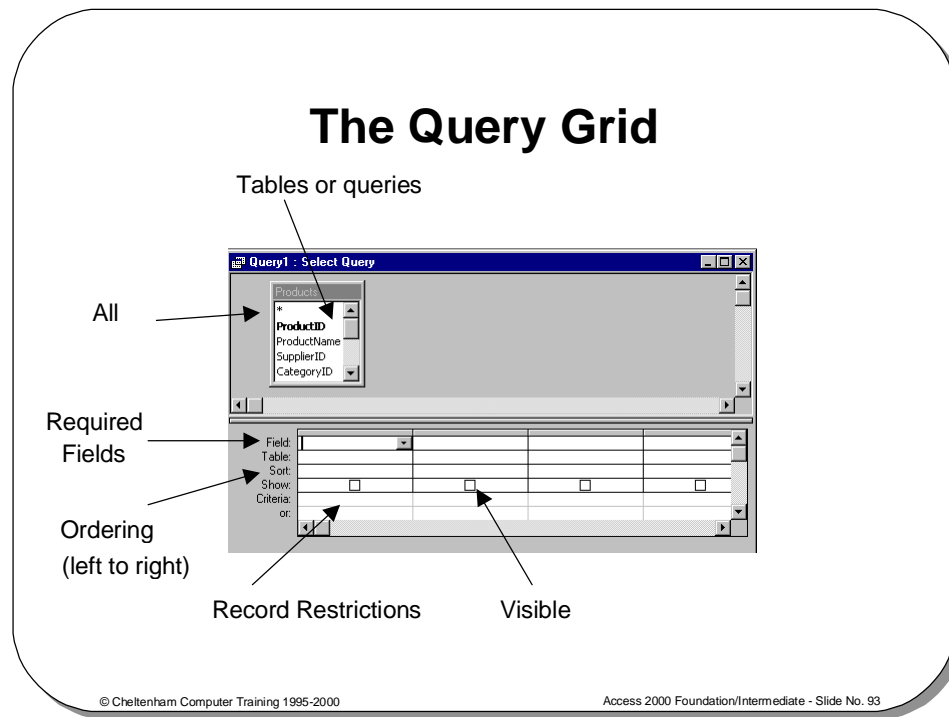 The Query Grid
Tables or queries
Query1 : Select Query
All
Products
*
ProductID
ProductName
SupplierID
CategoryID
Required
Fields
Field:
Table:
Sort:
Show:
Criteria:
or:
Ordering
(left to right)
Record Restrictions
Visible
© Cheltenham Computer Training 1995-2000
Access 2000 Foundation/Intermediate - Slide No. 93